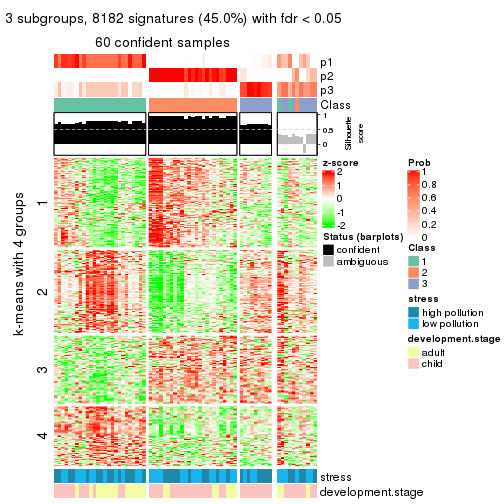 3 subgroups, 8182 signatures (45.0%) with fdr < 0.05
60 confident samples
p1
p2
p3
Class
1
0.5
0
Silhouette
score
k-means with 4 groups
1
2
3
4
stress
development.stage
z-score
2
1
0
-1
-2
Status (barplots)
confident
ambiguous
Prob
1
0.8
0.6
0.4
0.2
0
Class
1
2
3
stress
high pollution
low pollution
development.stage
adult
child